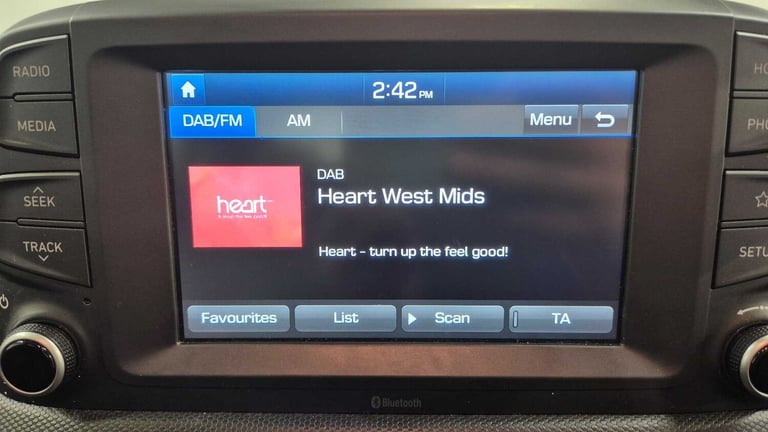 RADIO
MEDIA
SEEK
TRACK
2:42 PM
DAB/FM AM Menu
DAB
Heart West Mids
heart
Heart - turn up the feel good!
Favourites List Scan TA
HO
PHO
SETU
Bluetooth